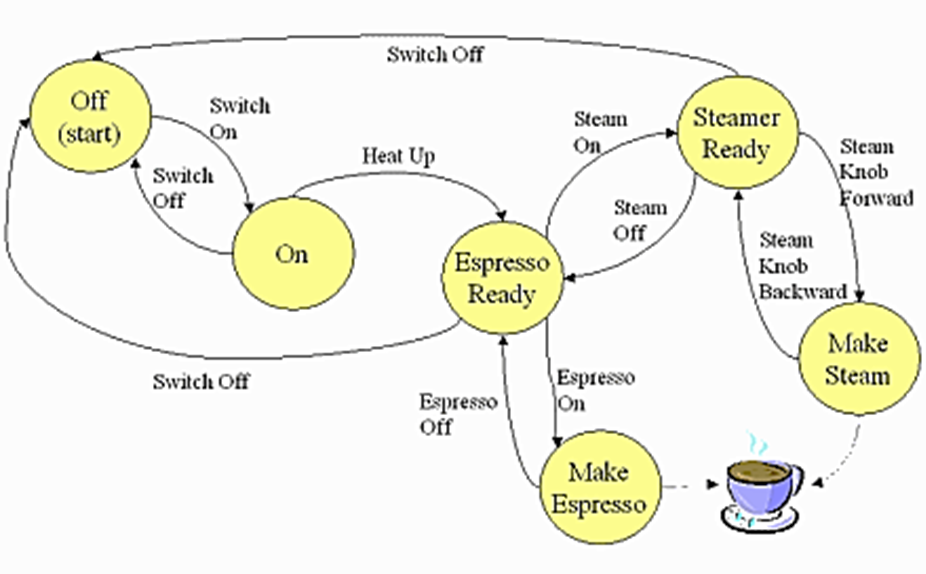 Switch Off
Off
(start)
Switch
On
Switch
Off
On
Heat Up
Espresso
Ready
Steam
On
Steam
Off
Steamer
Ready
Steam
Knob
Forward
Steam
Knob
Backward
Make
Steam
Switch Off
Espresso
Off
Espresso
On
Make
Espresso